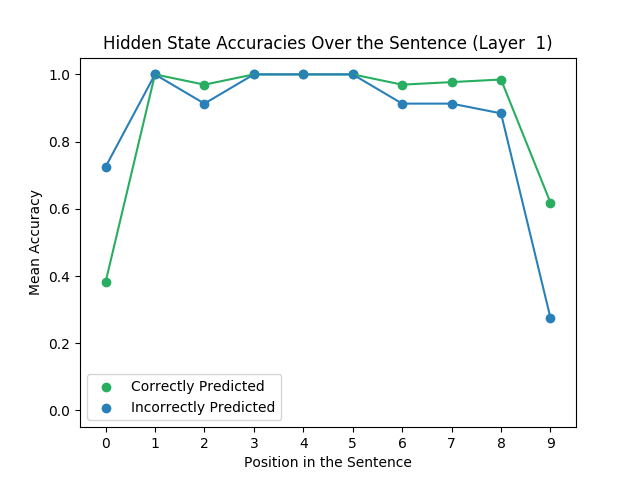 Hidden State Accuracies Over the Sentence (Layer  1)
1.0
0.8
0.6
0.4
0.2
0.0
Mean Accuracy
Correctly Predicted
Incorrectly Predicted
0 1 2 3 4 5 6 7 8 9
Position in the Sentence